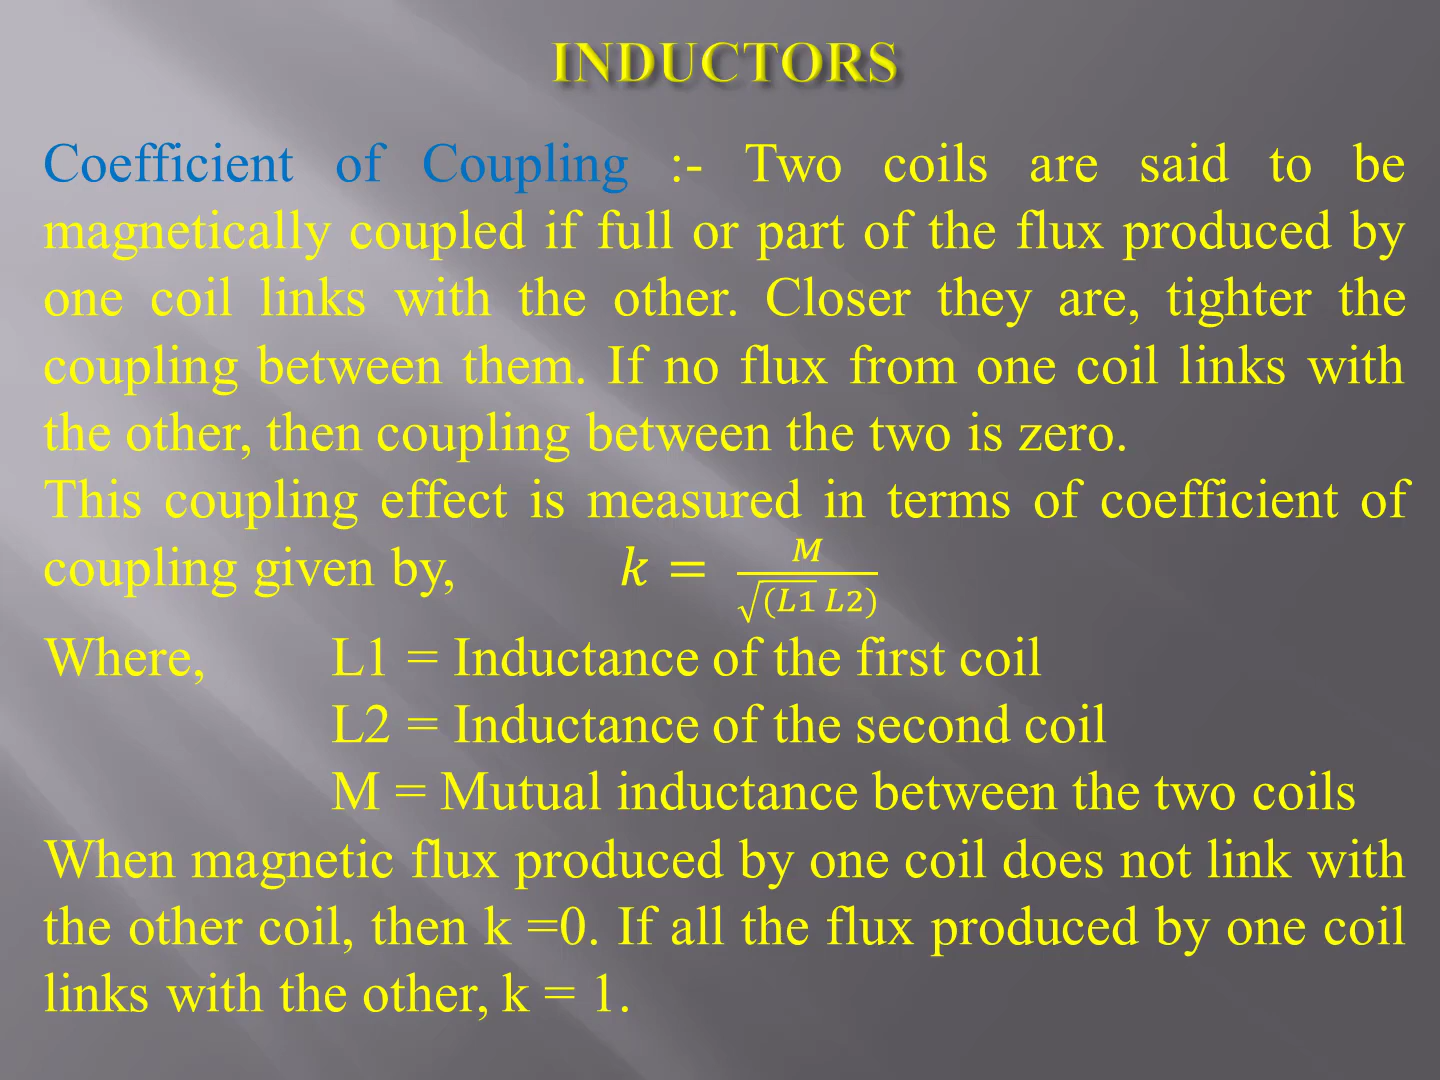 INDUCTORS
Coefficient of Coupling :- Two coils are said to be
magnetically coupled if full or part of the flux produced by
one coil links with the other. Closer they are, tighter the
coupling between them. If no flux from one coil links with
the other, then coupling between the two is zero.
This coupling effect is measured in terms of coefficient of
coupling given by, k = M / √(L1 L2)
Where, L1 = Inductance of the first coil
L2 = Inductance of the second coil
M = Mutual inductance between the two coils
When magnetic flux produced by one coil does not link with
the other coil, then k =0. If all the flux produced by one coil
links with the other, k = 1.